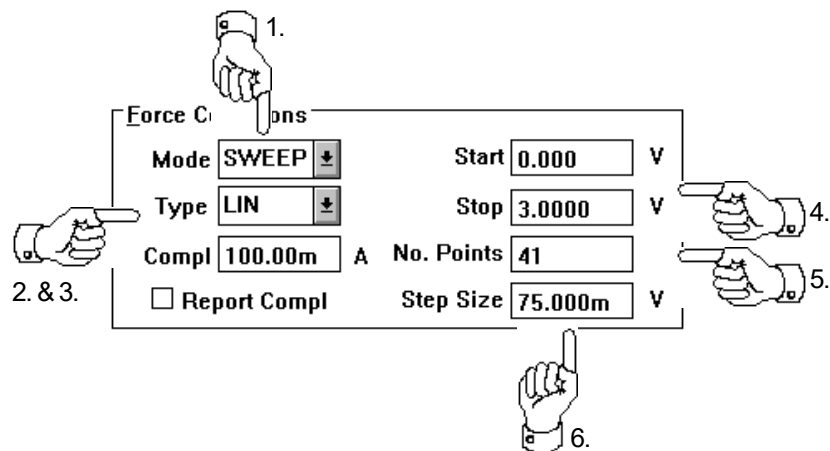 1.
Force C ons
Mode SWEEP Start 0.000 V
Type LIN Stop 3.0000 V
4.
Compl 100.00m A No. Points 41
2. & 3.
5.
Report Compl Step Size 75.000m V
6.